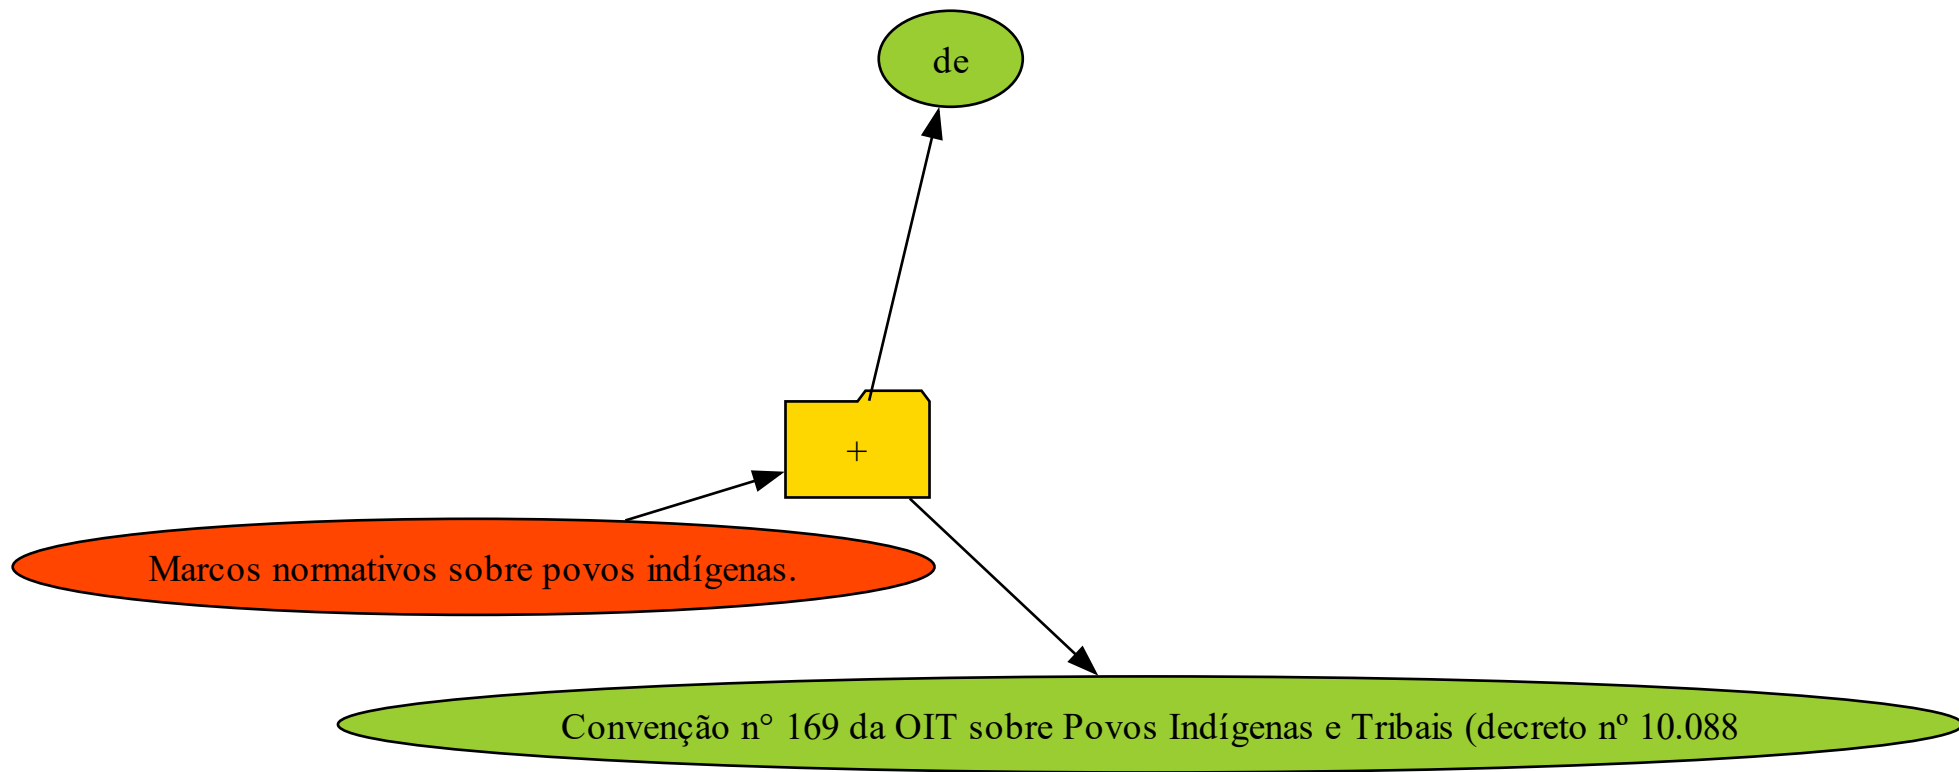 de
+
Marcos normativos sobre povos indígenas.
Convenção n° 169 da OIT sobre Povos Indígenas e Tribais (decreto nº 10.088